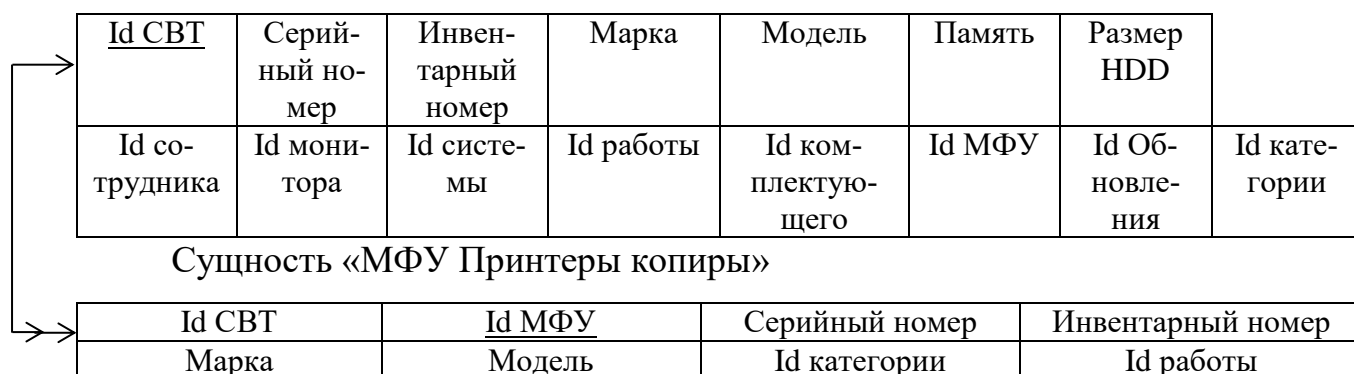 Id СВТ Серий- Инвен- Марка Модель Память Размер
ный но- тарный HDD
мер номер
Id со- Id мони- Id систе- Id работы Id ком- Id МФУ Id Об- Id кате-
трудника тора мы плектую- новле- гории
щего ния
Сущность «МФУ Принтеры копиры»
Id СВТ Id МФУ Серийный номер Инвентарный номер
Марка Модель Id категории Id работы